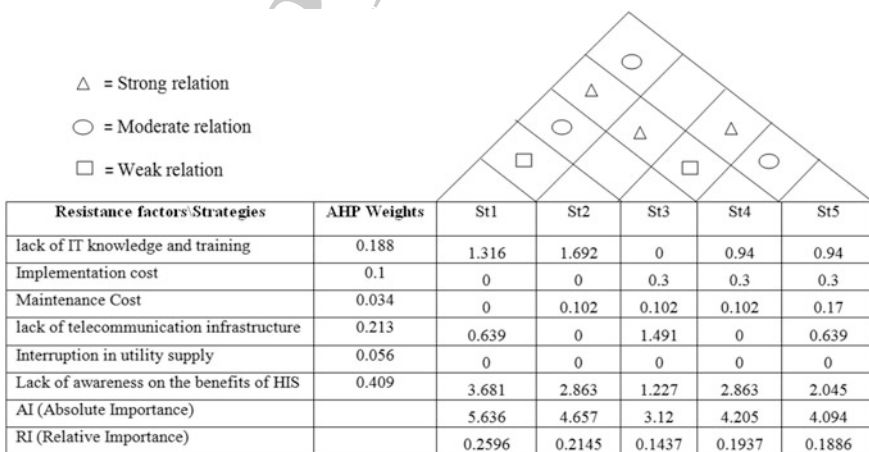 △ = Strong relation
○ = Moderate relation
□ = Weak relation
Resistance factors\Strategies AHP Weights St1 St2 St3 St4 St5
lack of IT knowledge and training 0.188 1.316 1.692 0 0.94 0.94
Implementation cost 0.1 0 0 0.3 0.3 0.3
Maintenance Cost 0.034 0 0.102 0.102 0.102 0.17
lack of telecommunication infrastructure 0.213 0.639 0 1.491 0 0.639
Interruption in utility supply 0.056 0 0 0 0 0
Lack of awareness on the benefits of HIS 0.409 3.681 2.863 1.227 2.863 2.045
AI (Absolute Importance) 5.636 4.657 3.12 4.205 4.094
RI (Relative Importance) 0.2596 0.2145 0.1437 0.1937 0.1886